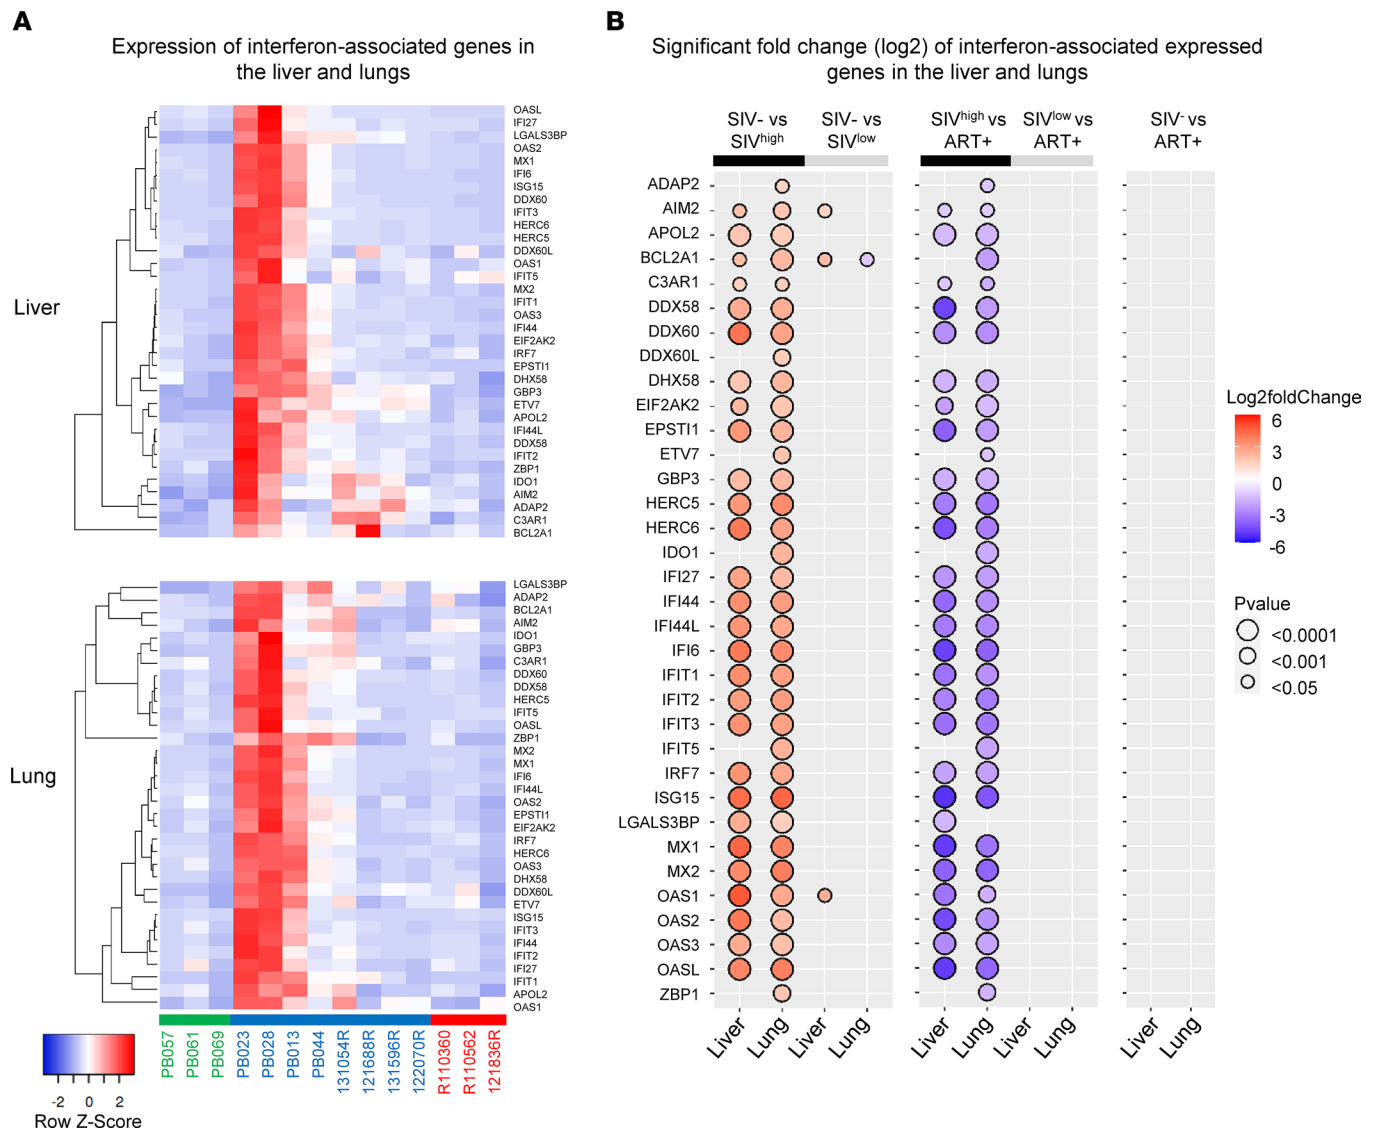 A
Expression of interferon-associated genes in
the liver and lungs
Liver
OASL
IFI27
LGALS3BP
OAS2
MX1
IFI6
ISG15
DDX60
IFIT3
HERC6
HERC5
DDX60L
OAS1
IFIT5
MX2
IFIT1
OAS3
IFI44
EIF2AK2
IRF7
EPSTI1
DHX58
GBP3
ETV7
APOL2
IFI44L
DDX58
IFIT2
ZBP1
IDO1
AIM2
ADAP2
C3AR1
BCL2A1
Lung
LGALS3BP
ADAP2
BCL2A1
AIM2
IDO1
GBP3
C3AR1
DDX60
DDX58
HERC5
IFIT5
OASL
ZBP1
MX2
MX1
IFI6
IFI44L
OAS2
EPSTI1
EIF2AK2
IRF7
HERC6
OAS3
DHX58
DDX60L
ETV7
ISG15
IFIT3
IFI44
IFIT2
IFI27
IFIT1
APOL2
OAS1
PB057
PB061
PB069
PB023
PB028
PB013
PB044
131054R
121688R
131596R
122070R
R110360
R110562
121836R
-2 0 2
Row Z-Score
B
Significant fold change (log2) of interferon-associated expressed
genes in the liver and lungs
SIV- vs
SIVhigh
SIV- vs
SIVlow
SIVhigh vs
ART+
SIVlow vs
ART+
SIV- vs
ART+
ADAP2
AIM2
APOL2
BCL2A1
C3AR1
DDX58
DDX60
DDX60L
DHX58
EIF2AK2
EPSTI1
ETV7
GBP3
HERC5
HERC6
IDO1
IFI27
IFI44
IFI44L
IFI6
IFIT1
IFIT2
IFIT3
IFIT5
IRF7
ISG15
LGALS3BP
MX1
MX2
OAS1
OAS2
OAS3
OASL
ZBP1
Liver
Lung
Liver
Lung
Liver
Lung
Liver
Lung
Liver
Lung
Log2foldChange
6
3
0
-3
-6
Pvalue
<0.0001
<0.001
<0.05